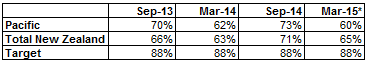 Sep-13 Mar-14 Sep-14 Mar-15*
Pacific 70% 62% 73% 60%
Total New Zealand 66% 63% 71% 65%
Target 88% 88% 88% 88%